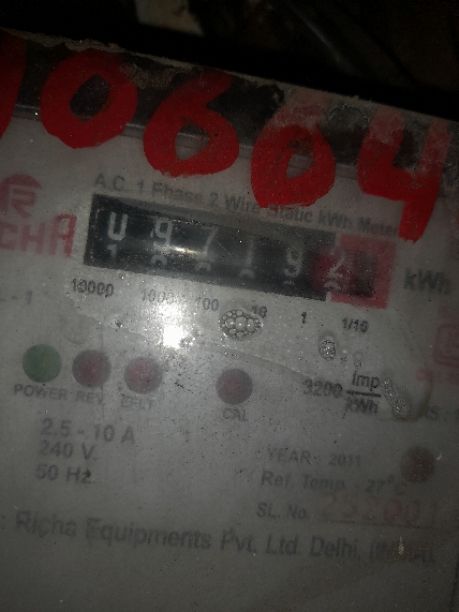 0604
A.C. 1 Phase 2 Wire Static kWh Meter
097192
kWh
10000 1000 100 10 1 1/10
POWER REV. CAL
3200 imp/kWh
2.5 - 10 A
240 V.
50 Hz
YEAR - 2011
Ref. Temp. - 27°C
SL. No.
Richa Equipments Pvt. Ltd. Delhi,